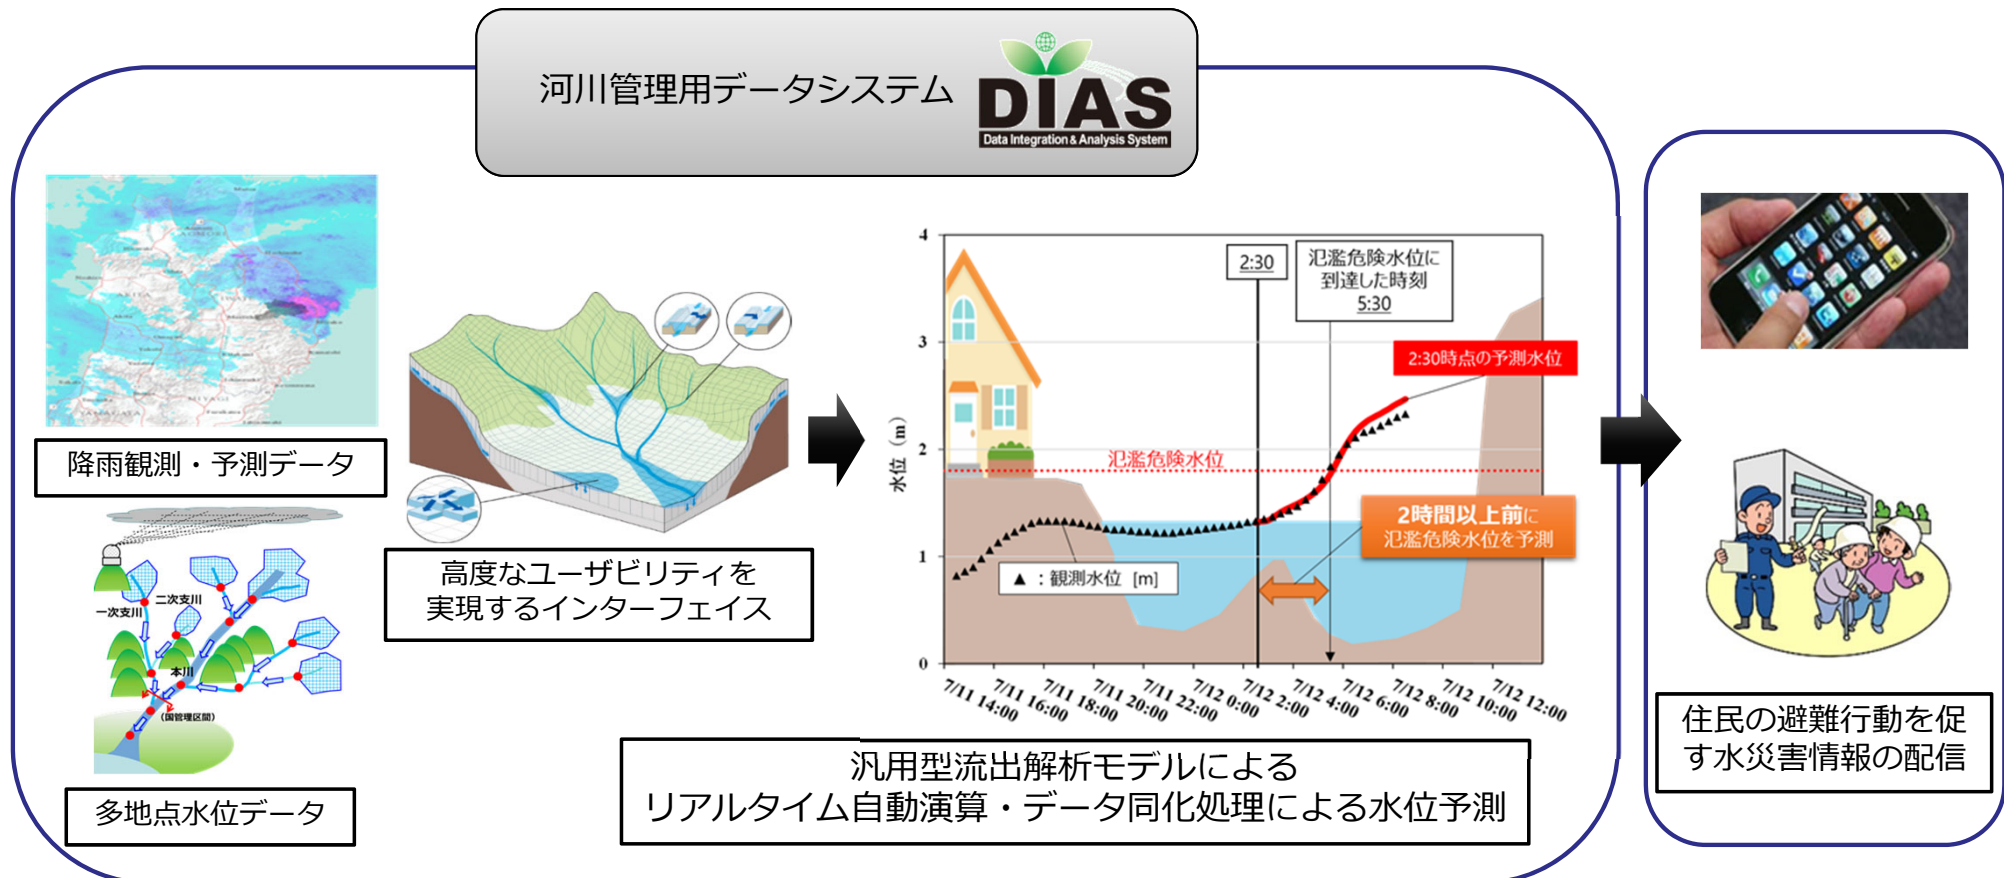 河川管理用データシステム
DIAS
Data Integration & Analysis System
降雨観測・予測データ
一次支川
二次支川
本川
(国管理区間)
多地点水位データ
高度なユーザビリティを
実現するインターフェイス
水位 (m)
4
3
2
1
0
2:30
氾濫危険水位に
到達した時刻
5:30
2:30時点の予測水位
氾濫危険水位
2時間以上前に
氾濫危険水位を予測
▲ : 観測水位 [m]
7/11 14:00
7/11 16:00
7/11 18:00
7/11 20:00
7/11 22:00
7/12 0:00
7/12 2:00
7/12 4:00
7/12 6:00
7/12 8:00
7/12 10:00
7/12 12:00
汎用型流出解析モデルによる
リアルタイム自動演算・データ同化処理による水位予測
住民の避難行動を促
す水災害情報の配信